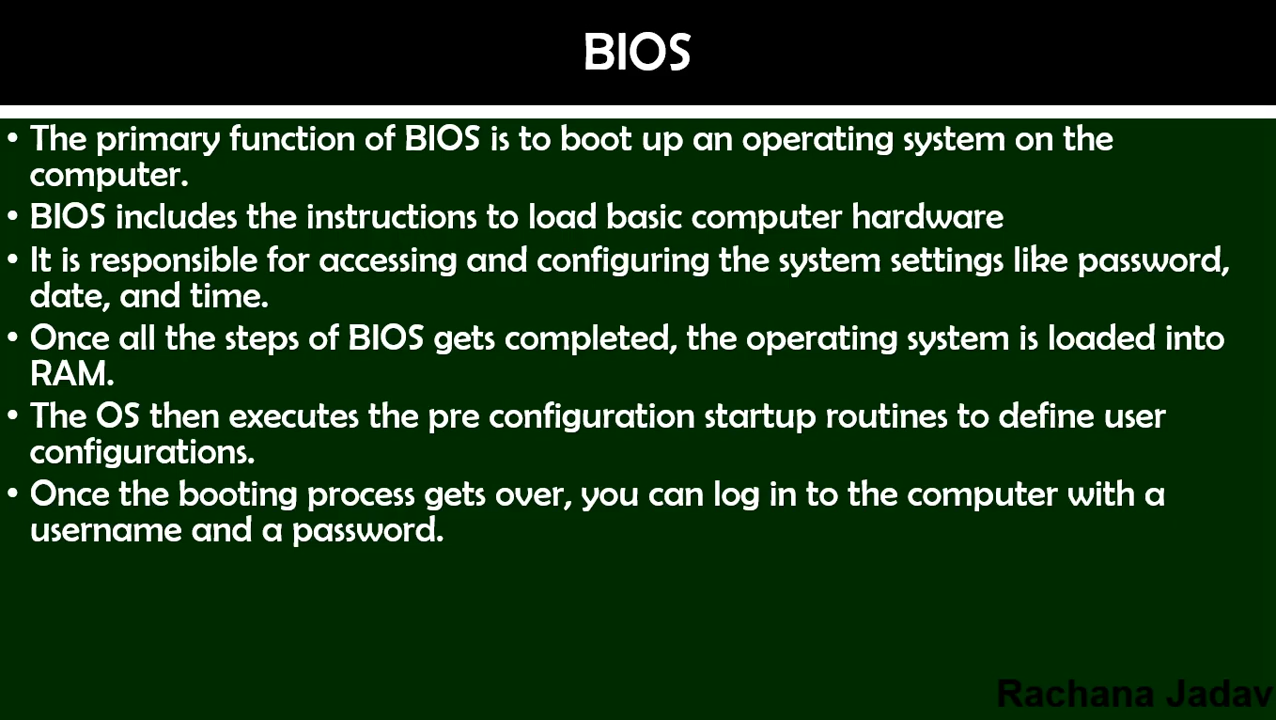 BIOS
• The primary function of BIOS is to boot up an operating system on the
computer.
• BIOS includes the instructions to load basic computer hardware
• It is responsible for accessing and configuring the system settings like password,
date, and time.
• Once all the steps of BIOS gets completed, the operating system is loaded into
RAM.
• The OS then executes the pre configuration startup routines to define user
configurations.
• Once the booting process gets over, you can log in to the computer with a
username and a password.
Rachana Jadav